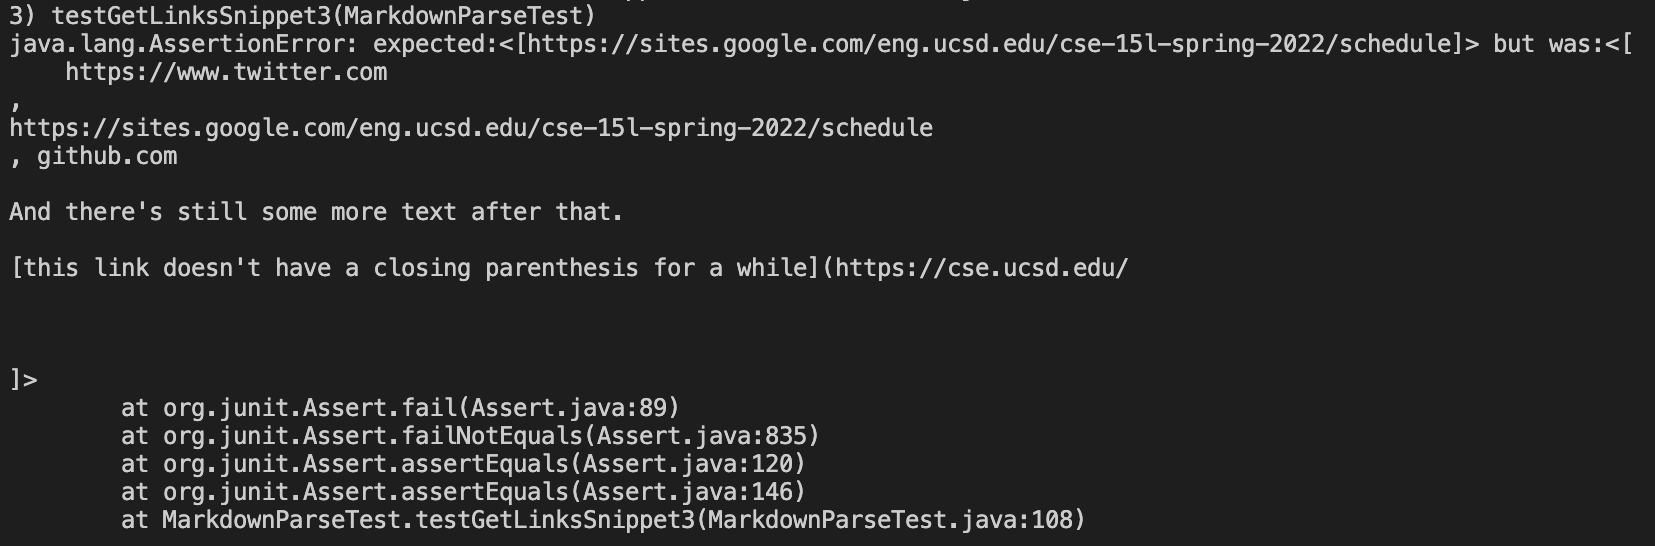 3) testGetLinksSnippet3(MarkdownParseTest)
java.lang.AssertionError: expected:<[https://sites.google.com/eng.ucsd.edu/cse-15l-spring-2022/schedule]> but was:<[
    https://www.twitter.com
,
https://sites.google.com/eng.ucsd.edu/cse-15l-spring-2022/schedule
, github.com

And there's still some more text after that.

[this link doesn't have a closing parenthesis for a while](https://cse.ucsd.edu/



]>
        at org.junit.Assert.fail(Assert.java:89)
        at org.junit.Assert.failNotEquals(Assert.java:835)
        at org.junit.Assert.assertEquals(Assert.java:120)
        at org.junit.Assert.assertEquals(Assert.java:146)
        at MarkdownParseTest.testGetLinksSnippet3(MarkdownParseTest.java:108)